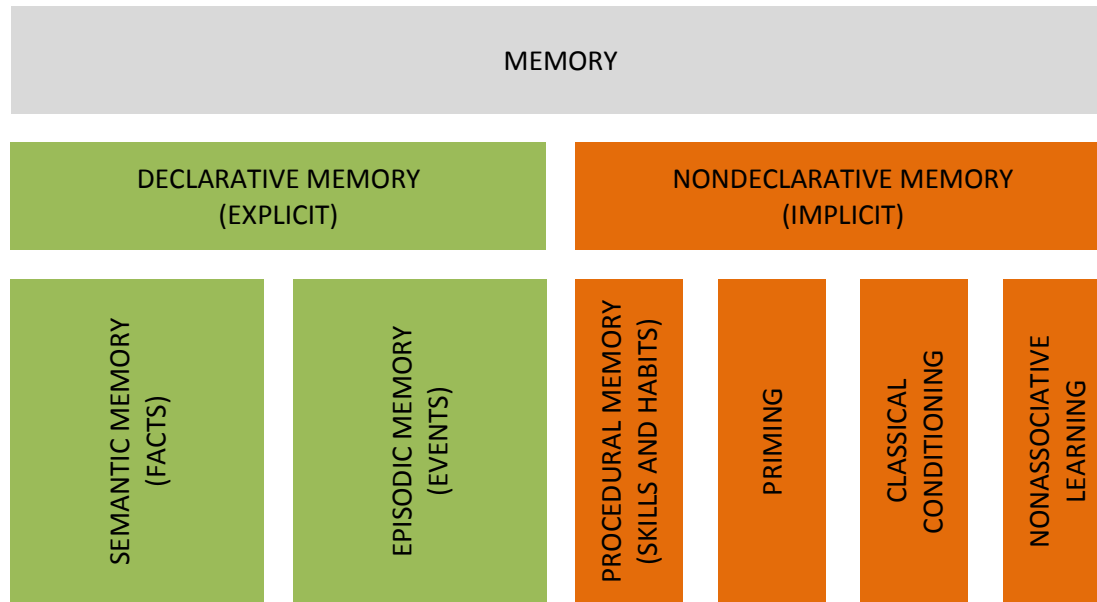 MEMORY
DECLARATIVE MEMORY
(EXPLICIT)
NONDECLARATIVE MEMORY
(IMPLICIT)
SEMANTIC MEMORY
(FACTS)
EPISODIC MEMORY
(EVENTS)
PROCEDURAL MEMORY
(SKILLS AND HABITS)
PRIMING
CLASSICAL
CONDITIONING
NONASSOCIATIVE
LEARNING